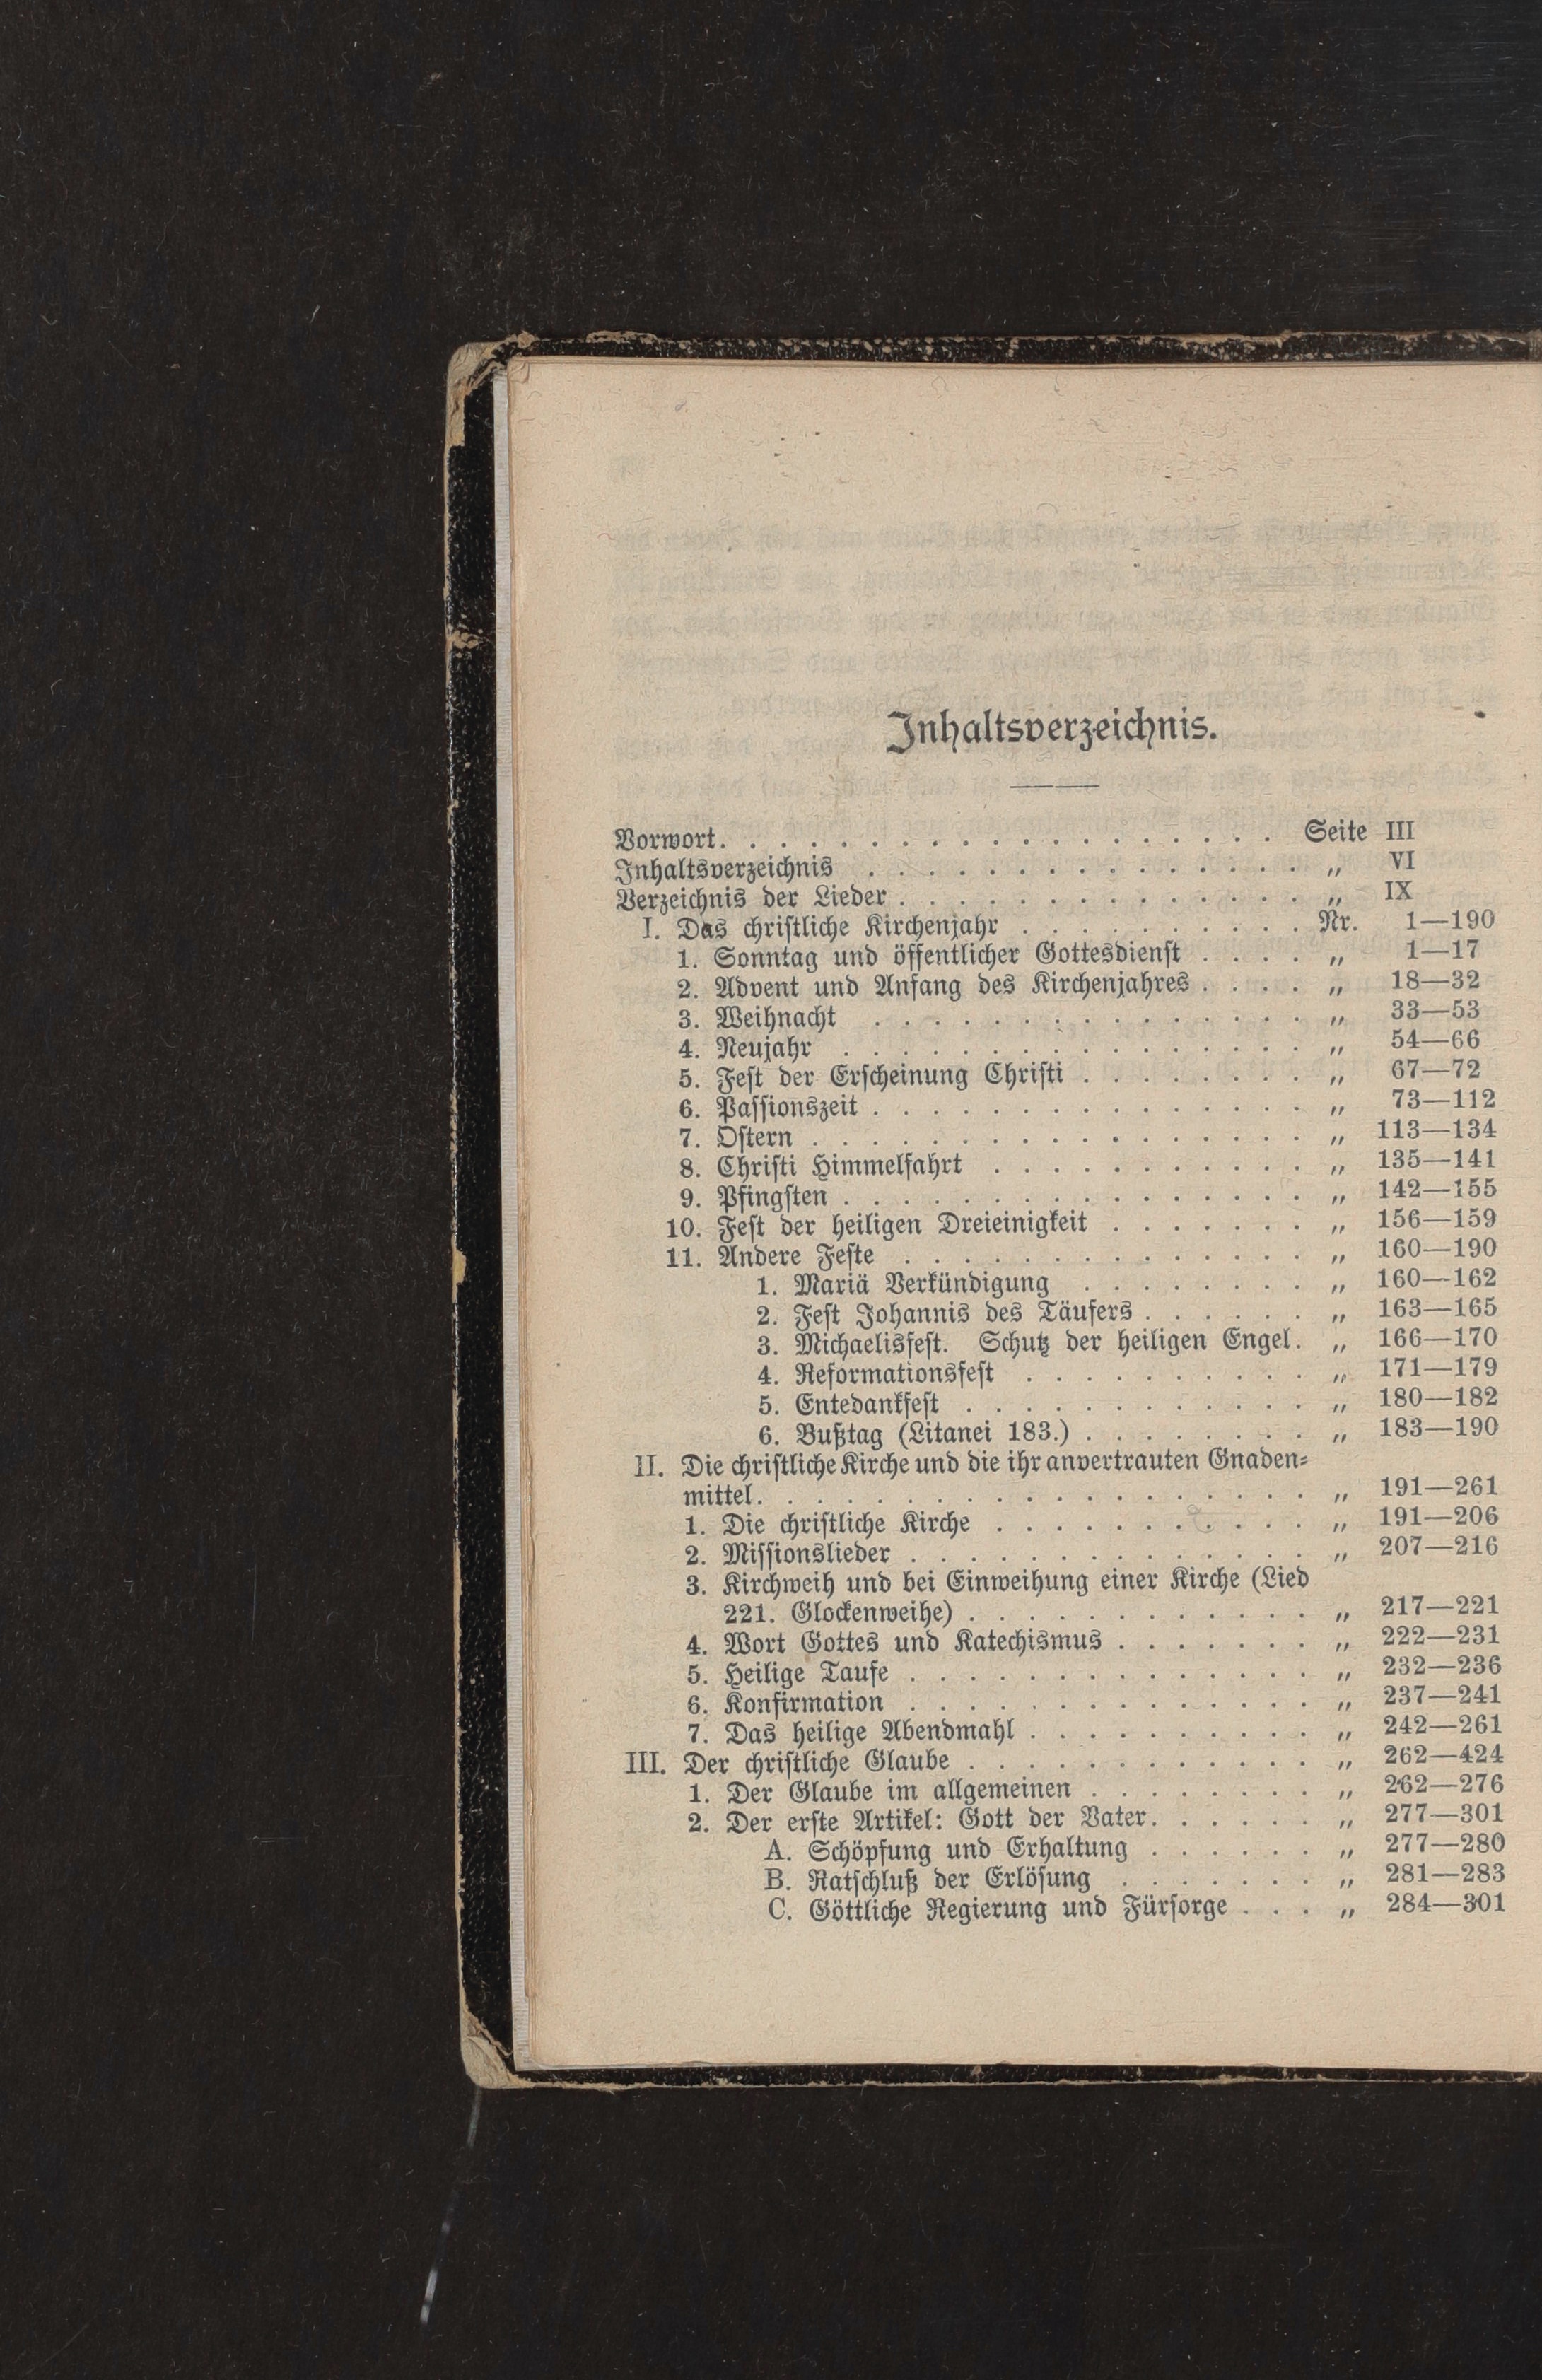 Inhaltsverzeichnis.
Vorwort. . . . . . . . . . . . . . . . . . . Seite III
Inhaltsverzeichnis . . . . . . . . . . . . . . . „ VI
Verzeichnis der Lieder . . . . . . . . . . . . . . „ IX
I. Das christliche Kirchenjahr . . . . . . . . . . Nr. 1—190
1. Sonntag und öffentlicher Gottesdienst . . . . „ 1—17
2. Advent und Anfang des Kirchenjahres . . . . „ 18—32
3. Weihnacht . . . . . . . . . . . . . . . „ 33—53
4. Neujahr . . . . . . . . . . . . . . . . „ 54—66
5. Fest der Erscheinung Christi . . . . . . . . „ 67—72
6. Passionszeit . . . . . . . . . . . . . . . „ 73—112
7. Ostern . . . . . . . . . . . . . . . . . „ 113—134
8. Christi Himmelfahrt . . . . . . . . . . . „ 135—141
9. Pfingsten . . . . . . . . . . . . . . . . „ 142—155
10. Fest der heiligen Dreieinigkeit . . . . . . . „ 156—159
11. Andere Feste . . . . . . . . . . . . . . „ 160—190
1. Mariä Verkündigung . . . . . . . . „ 160—162
2. Fest Johannis des Täufers . . . . . . „ 163—165
3. Michaelisfest. Schutz der heiligen Engel. „ 166—170
4. Reformationsfest . . . . . . . . . . „ 171—179
5. Entedankfest . . . . . . . . . . . . „ 180—182
6. Bußtag (Litanei 183.) . . . . . . . . „ 183—190
II. Die christliche Kirche und die ihr anvertrauten Gnaden-
mittel. . . . . . . . . . . . . . . . . . . „ 191—261
1. Die christliche Kirche . . . . . . . . . . . „ 191—206
2. Missionslieder . . . . . . . . . . . . . . „ 207—216
3. Kirchweih und bei Einweihung einer Kirche (Lied
221. Glockenweihe) . . . . . . . . . . . . „ 217—221
4. Wort Gottes und Katechismus . . . . . . . „ 222—231
5. Heilige Taufe . . . . . . . . . . . . . . „ 232—236
6. Konfirmation . . . . . . . . . . . . . . „ 237—241
7. Das heilige Abendmahl . . . . . . . . . . „ 242—261
III. Der christliche Glaube . . . . . . . . . . . . „ 262—424
1. Der Glaube im allgemeinen . . . . . . . . „ 262—276
2. Der erste Artikel: Gott der Vater. . . . . . „ 277—301
A. Schöpfung und Erhaltung . . . . . . „ 277—280
B. Ratschluß der Erlösung . . . . . . . „ 281—283
C. Göttliche Regierung und Fürsorge . . . „ 284—301